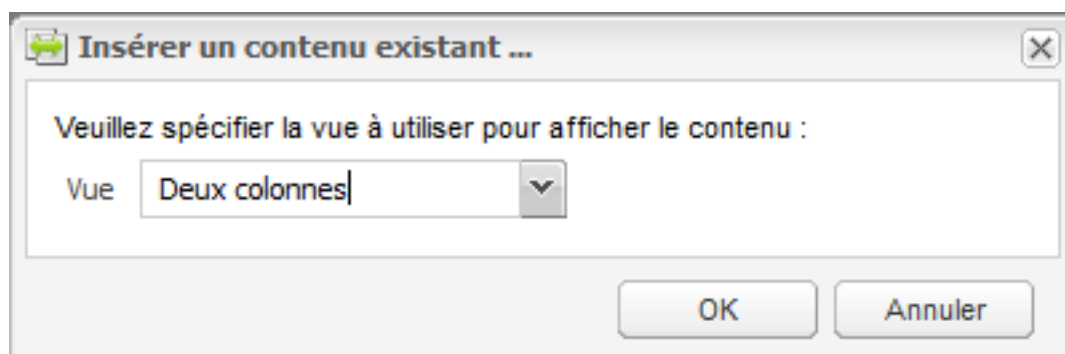 Insérer un contenu existant ...
Veuillez spécifier la vue à utiliser pour afficher le contenu :
Vue Deux colonnes
OK Annuler